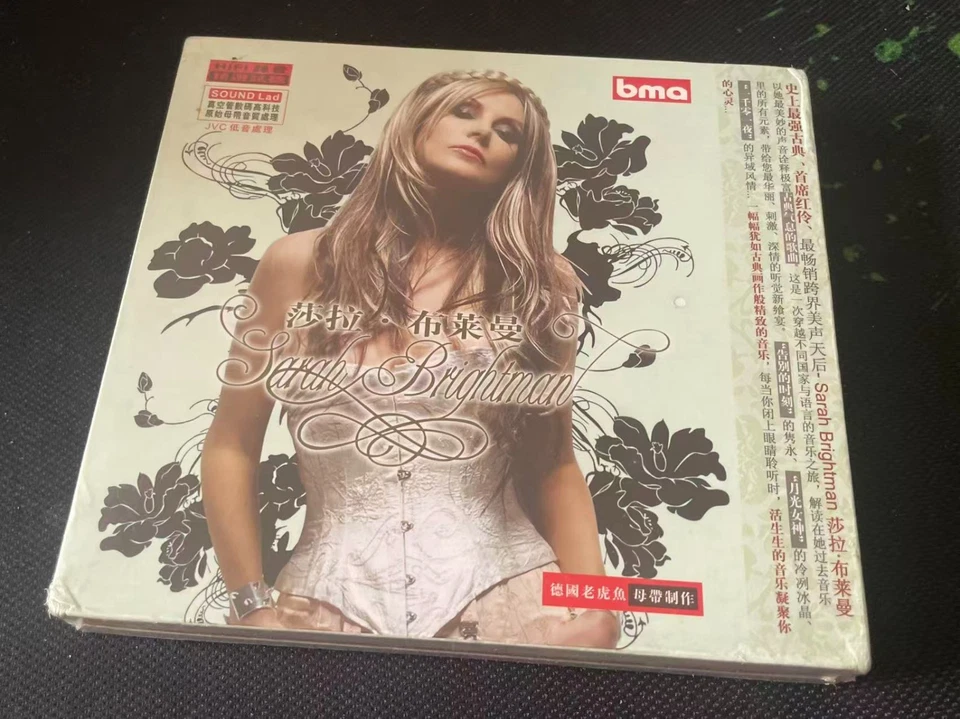 SOUND Lad
真空管數碼高科技
原始母帶音質處理
JVC 低音處理
bma
莎拉·布莱曼
Sarah Brightman
德國老虎魚 母帶制作
史上最强古典、首席红伶、最畅销跨界美声天后-Sarah Brightman 莎拉·布莱曼
以她最美妙的声音诠释极富古典气息的歌曲，这是一次穿越不同国家与语言的音乐之旅，解读在她过去音乐
里的所有元素，带给您最华丽、刺激、深情的听觉新飨宴。"告别的时刻"的隽永、"月光女神"的冷冽冰晶、
"一千零一夜"的异域风情…一幅幅犹如古典画作般精致的音乐，每当你闭上眼睛聆听时，活生生的音乐凝聚你
的心灵…